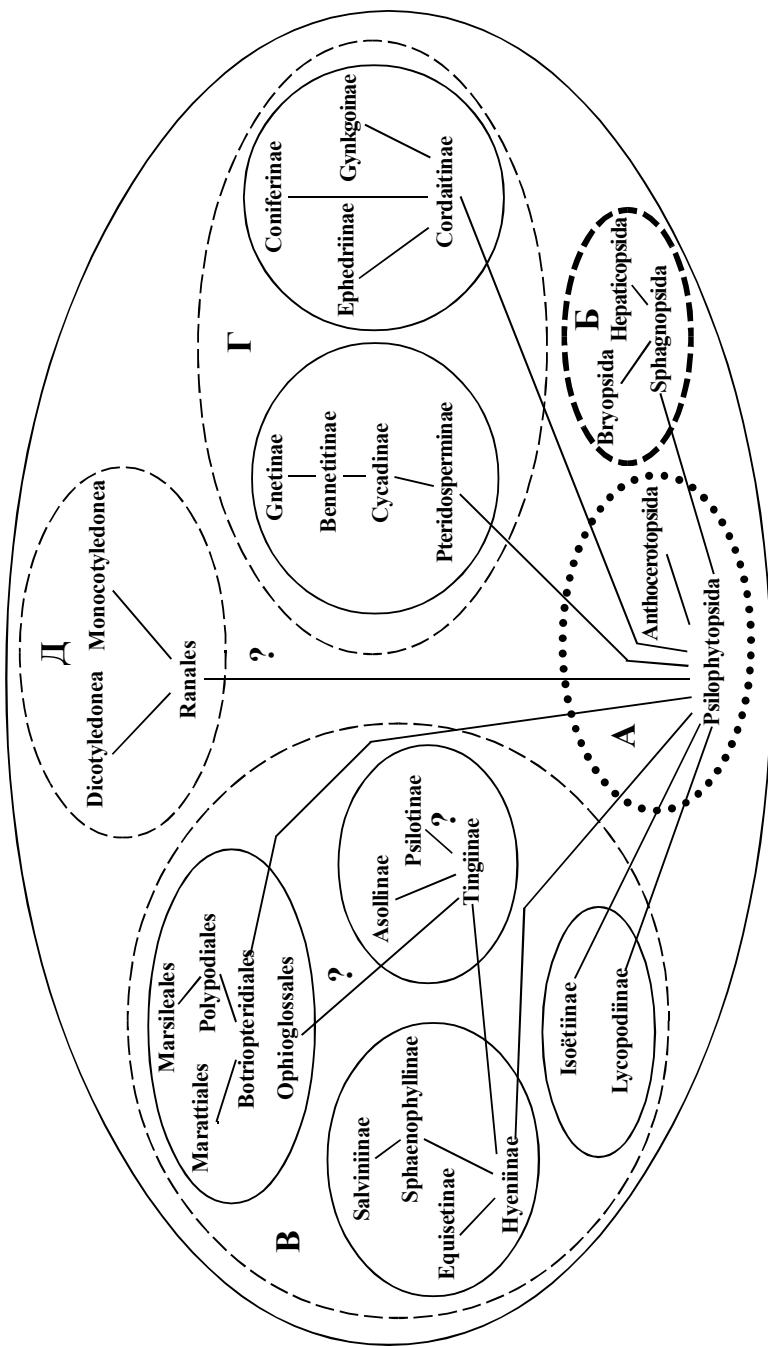 Д
Dicotyledonea
Monocotyledonea
Ranales
?
Г
Gnetinae
Bennetitinae
Cycadinae
Pteridosperminae
Coniferinae
Ephedriinae
Gynkgoinae
Cordaitinae
В
Marsileales
Marattiales
Polypodiales
Botriopteridiales
Ophioglossales
?
Asollinae
Psilotinae
?
Tingiinae
Salviniinae
Sphaenophyllinae
Equisetinae
Hyeniinae
Isoëtiinae
Lycopodiinae
А
Anthocerotopsida
Psilophytopsida
Б
Bryopsida
Hepaticopsida
Sphagnopsida